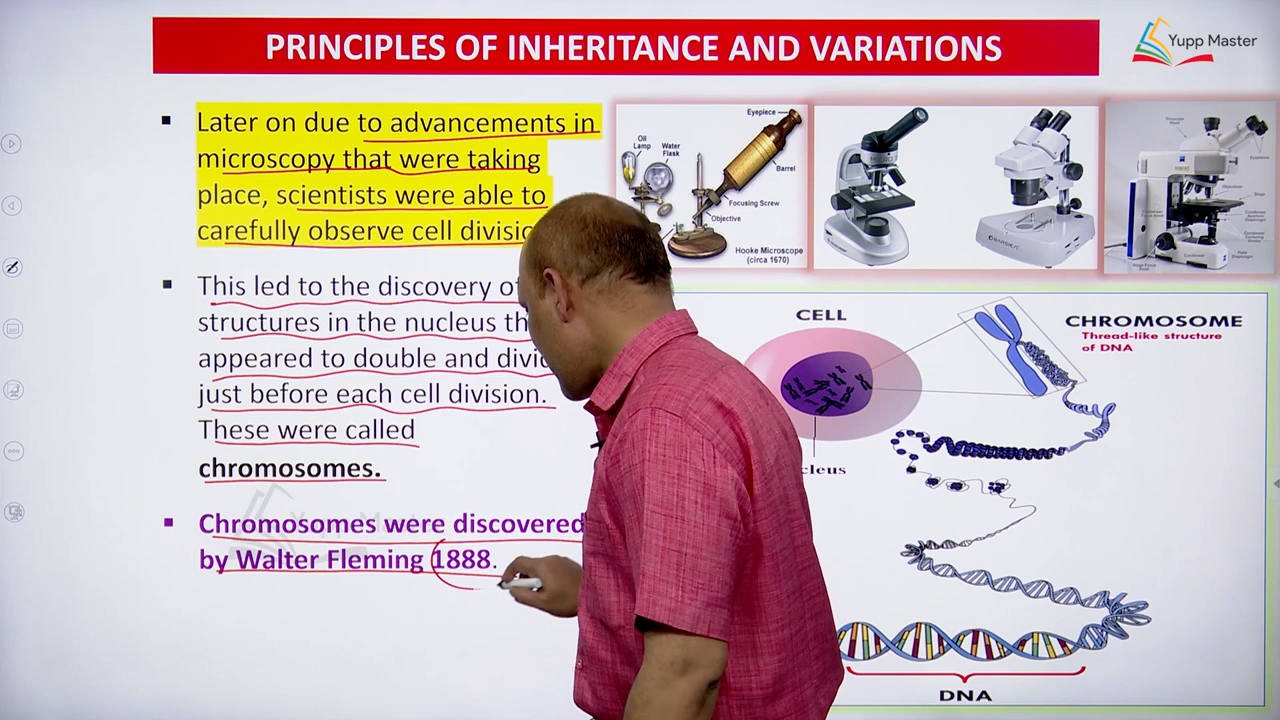 PRINCIPLES OF INHERITANCE AND VARIATIONS
Yupp Master
Later on due to advancements in
microscopy that were taking
place, scientists were able to
carefully observe cell divisio
This led to the discovery o
structures in the nucleus th
appeared to double and divid
just before each cell division.
These were called
chromosomes.
Chromosomes were discovered
by Walter Fleming 1888.
Eyepiece
Oil
Lamp
Water
Flask
Barrel
Focusing Screw
Objective
Hooke Microscope
(circa 1670)
CELL
CHROMOSOME
Thread-like structure
of DNA
cleus
DNA